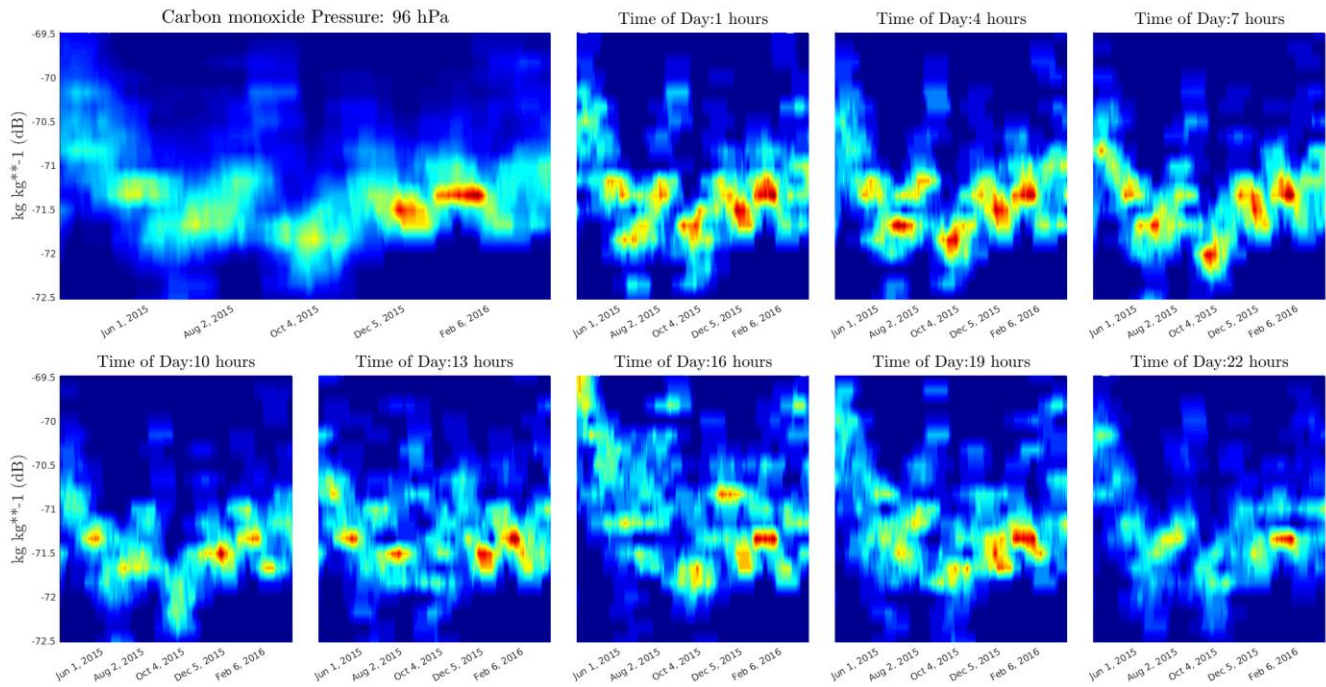 Carbon monoxide Pressure: 96 hPa
Time of Day:1 hours
Time of Day:4 hours
Time of Day:7 hours
kg kg**-1 (dB)
-69.5
-70
-70.5
-71
-71.5
-72
-72.5
Jun 1, 2015
Aug 2, 2015
Oct 4, 2015
Dec 5, 2015
Feb 6, 2016
Jun 1, 2015
Aug 2, 2015
Oct 4, 2015
Dec 5, 2015
Feb 6, 2016
Jun 1, 2015
Aug 2, 2015
Oct 4, 2015
Dec 5, 2015
Feb 6, 2016
Jun 1, 2015
Aug 2, 2015
Oct 4, 2015
Dec 5, 2015
Feb 6, 2016
Time of Day:10 hours
Time of Day:13 hours
Time of Day:16 hours
Time of Day:19 hours
Time of Day:22 hours
kg kg**-1 (dB)
-69.5
-70
-70.5
-71
-71.5
-72
-72.5
Jun 1, 2015
Aug 2, 2015
Oct 4, 2015
Dec 5, 2015
Feb 6, 2016
Jun 1, 2015
Aug 2, 2015
Oct 4, 2015
Dec 5, 2015
Feb 6, 2016
Jun 1, 2015
Aug 2, 2015
Oct 4, 2015
Dec 5, 2015
Feb 6, 2016
Jun 1, 2015
Aug 2, 2015
Oct 4, 2015
Dec 5, 2015
Feb 6, 2016
Jun 1, 2015
Aug 2, 2015
Oct 4, 2015
Dec 5, 2015
Feb 6, 2016